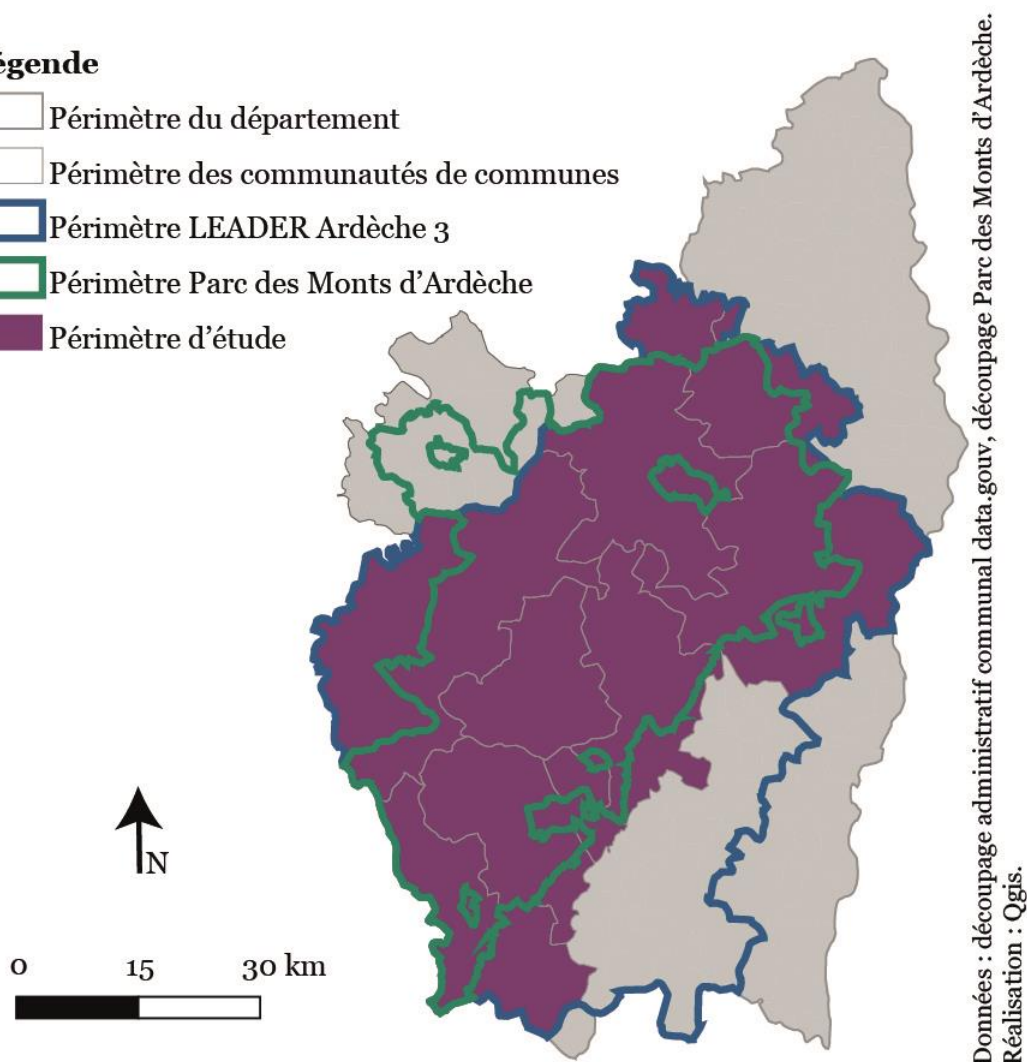 égende
Périmètre du département
Périmètre des communautés de communes
Périmètre LEADER Ardèche 3
Périmètre Parc des Monts d'Ardèche
Périmètre d'étude
N
0 15 30 km
Données : découpage administratif communal data.gouv, découpage Parc des Monts d'Ardèche.
Réalisation : Qgis.